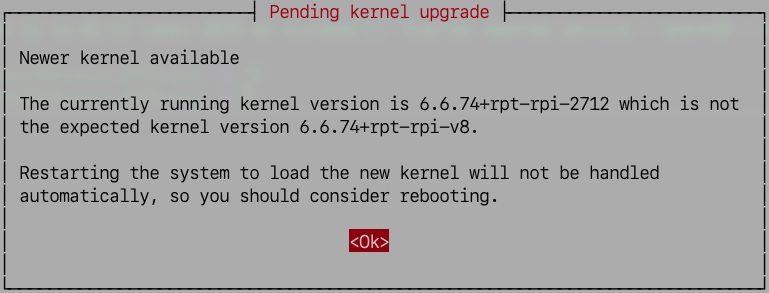 Pending kernel upgrade
Newer kernel available
The currently running kernel version is 6.6.74+rpt-rpi-2712 which is not
the expected kernel version 6.6.74+rpt-rpi-v8.
Restarting the system to load the new kernel will not be handled
automatically, so you should consider rebooting.
<Ok>